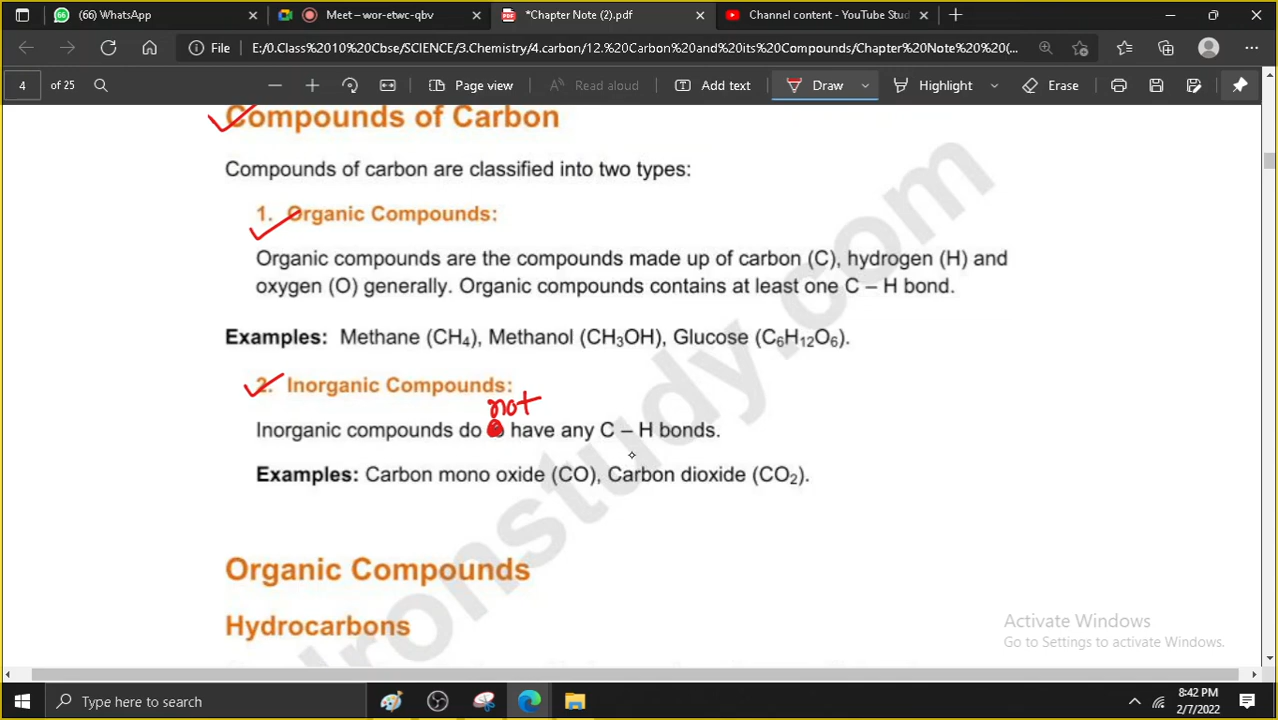 (66) WhatsApp
Meet – wor-etwc-qbv
*Chapter Note (2).pdf
Channel content - YouTube Stud
File E:/0.Class%2010%20Cbse/SCIENCE/3.Chemistry/4.carbon/12.%20Carbon%20and%20its%20Compounds/Chapter%20Note%20%20(...
4 of 25 Page view Read aloud Add text Draw Highlight Erase
Compounds of Carbon
Compounds of carbon are classified into two types:
1. Organic Compounds:
Organic compounds are the compounds made up of carbon (C), hydrogen (H) and
oxygen (O) generally. Organic compounds contains at least one C – H bond.
Examples: Methane (CH₄), Methanol (CH₃OH), Glucose (C₆H₁₂O₆).
2. Inorganic Compounds:
not
Inorganic compounds do have any C – H bonds.
Examples: Carbon mono oxide (CO), Carbon dioxide (CO₂).
Organic Compounds
Hydrocarbons
ironstudy.com
Activate Windows
Go to Settings to activate Windows.
Type here to search
8:42 PM
2/7/2022